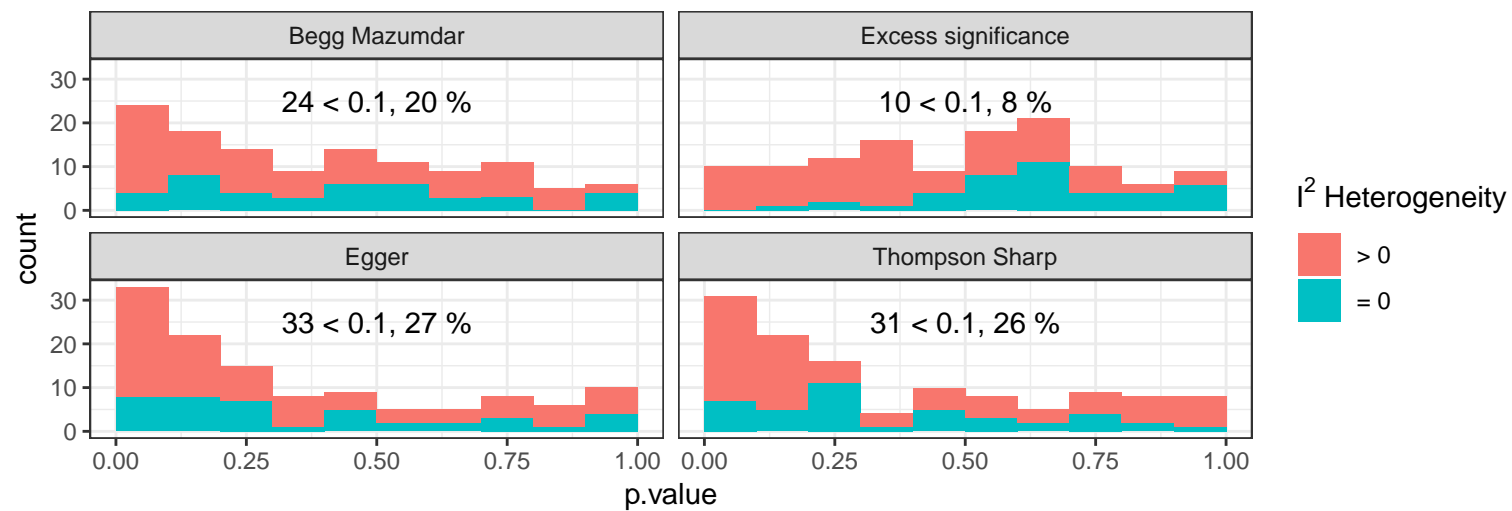 Begg Mazumdar
Excess significance
30
20
10
0
24 < 0.1, 20 %
10 < 0.1, 8 %
Egger
Thompson Sharp
30
20
10
0
33 < 0.1, 27 %
31 < 0.1, 26 %
0.00 0.25 0.50 0.75 1.00
0.00 0.25 0.50 0.75 1.00
p.value
count
I² Heterogeneity
> 0
= 0